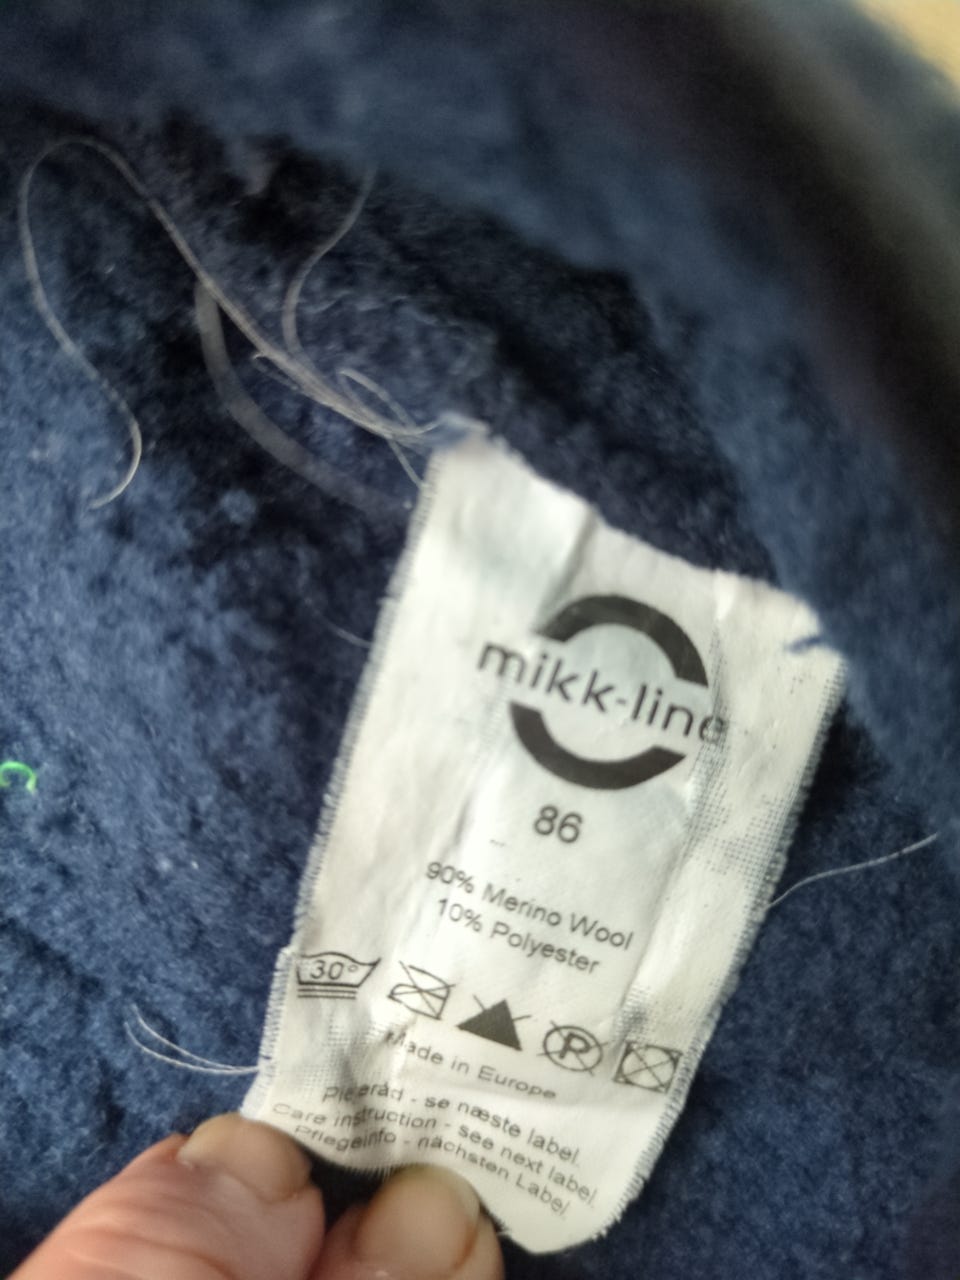 mikk-line
86
90% Merino Wool
10% Polyester
30°
P
Made in Europe
Plejeråd - se næste label.
Care instruction - see next label.
Pflegeinfo - nächsten Label.